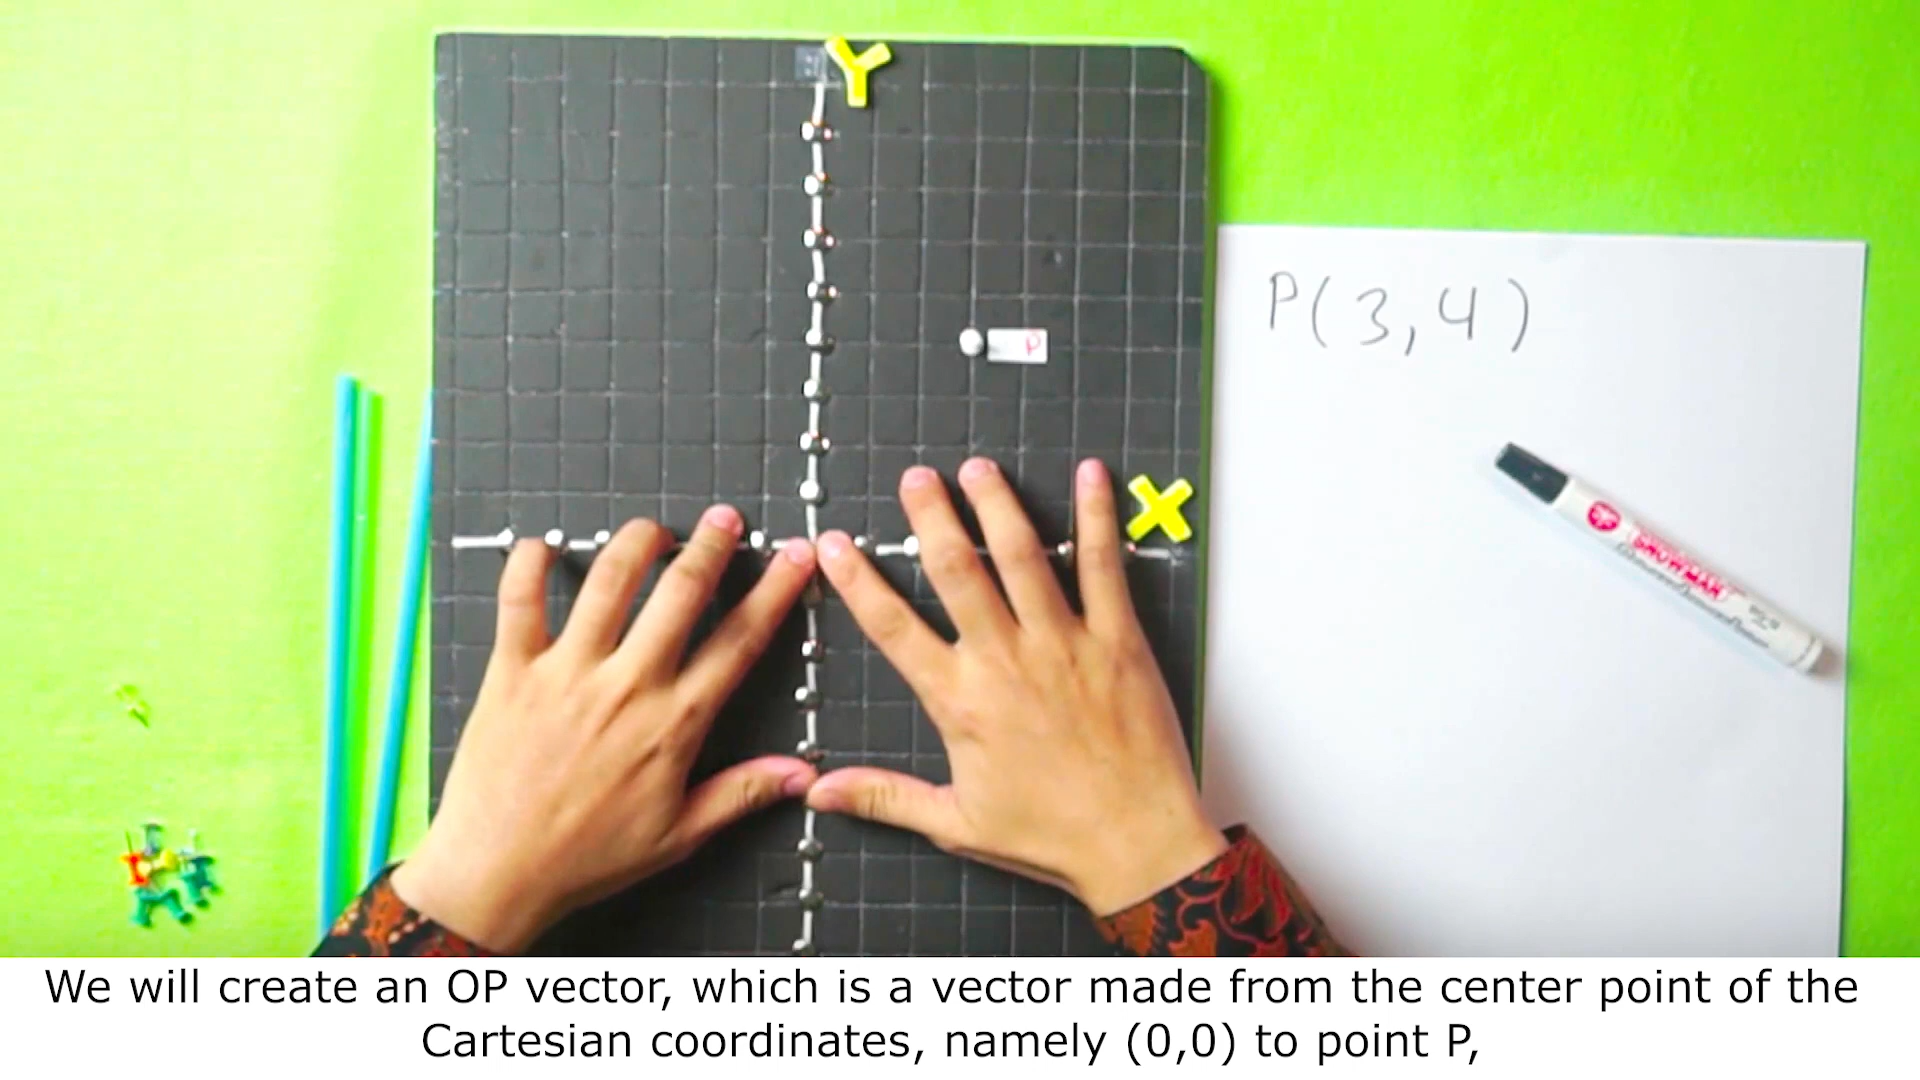 Y
P
P(3,4)
X
SNOWMAN
We will create an OP vector, which is a vector made from the center point of the
Cartesian coordinates, namely (0,0) to point P,